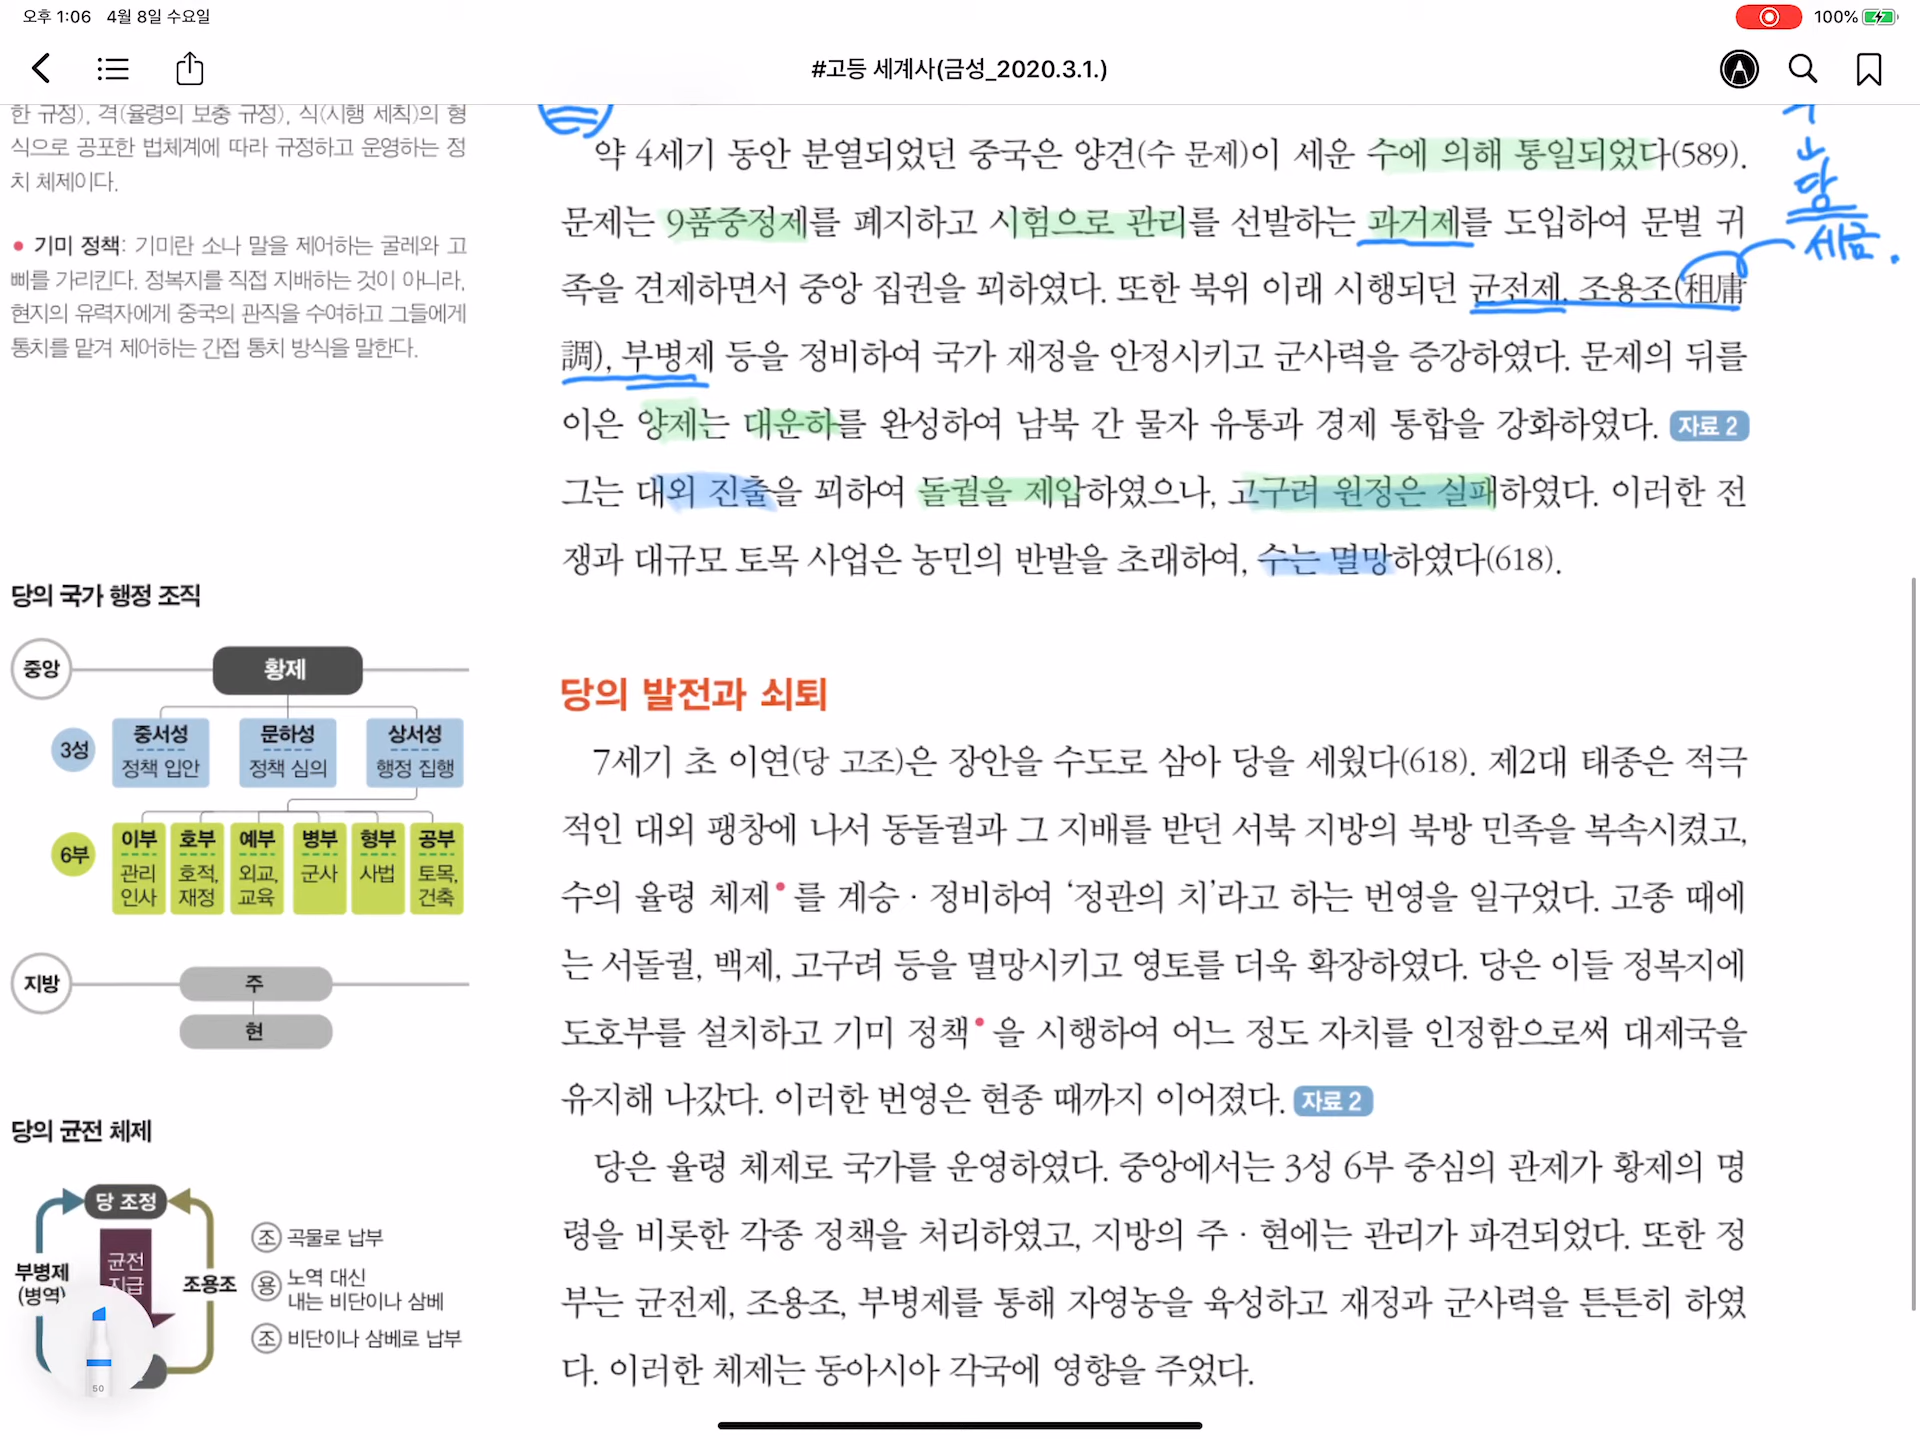 오후 1:06 4월 8일 수요일
100%
#고등 세계사(금성_2020.3.1.)
한 규정), 격(율령의 보충 규정), 식(시행 세칙)의 형
식으로 공포한 법체계에 따라 규정하고 운영하는 정
치 체제이다.
• 기미 정책: 기미란 소나 말을 제어하는 굴레와 고
삐를 가리킨다. 정복지를 직접 지배하는 것이 아니라,
현지의 유력자에게 중국의 관직을 수여하고 그들에게
통치를 맡겨 제어하는 간접 통치 방식을 말한다.
당의 국가 행정 조직
중앙
황제
3성
중서성 문하성 상서성
정책 입안 정책 심의 행정 집행
6부
이부 호부 예부 병부 형부 공부
관리 호적, 외교, 군사 사법 토목,
인사 재정 교육 건축
지방
주
현
당의 균전 체제
당 조정
균전
지급
부병제
(병역)
조용조
조 곡물로 납부
용 노역 대신
내는 비단이나 삼베
조 비단이나 삼베로 납부
50
약 4세기 동안 분열되었던 중국은 양견(수 문제)이 세운 수에 의해 통일되었다(589).
문제는 9품중정제를 폐지하고 시험으로 관리를 선발하는 과거제를 도입하여 문벌 귀
족을 견제하면서 중앙 집권을 꾀하였다. 또한 북위 이래 시행되던 균전제, 조용조(租庸
調), 부병제 등을 정비하여 국가 재정을 안정시키고 군사력을 증강하였다. 문제의 뒤를
이은 양제는 대운하를 완성하여 남북 간 물자 유통과 경제 통합을 강화하였다. 자료 2
그는 대외 진출을 꾀하여 돌궐을 제압하였으나, 고구려 원정은 실패하였다. 이러한 전
쟁과 대규모 토목 사업은 농민의 반발을 초래하여, 수는 멸망하였다(618).
당
세금.
당의 발전과 쇠퇴
7세기 초 이연(당 고조)은 장안을 수도로 삼아 당을 세웠다(618). 제2대 태종은 적극
적인 대외 팽창에 나서 동돌궐과 그 지배를 받던 서북 지방의 북방 민족을 복속시켰고,
수의 율령 체제•를 계승·정비하여 ‘정관의 치’라고 하는 번영을 일구었다. 고종 때에
는 서돌궐, 백제, 고구려 등을 멸망시키고 영토를 더욱 확장하였다. 당은 이들 정복지에
도호부를 설치하고 기미 정책•을 시행하여 어느 정도 자치를 인정함으로써 대제국을
유지해 나갔다. 이러한 번영은 현종 때까지 이어졌다. 자료 2
당은 율령 체제로 국가를 운영하였다. 중앙에서는 3성 6부 중심의 관제가 황제의 명
령을 비롯한 각종 정책을 처리하였고, 지방의 주·현에는 관리가 파견되었다. 또한 정
부는 균전제, 조용조, 부병제를 통해 자영농을 육성하고 재정과 군사력을 튼튼히 하였
다. 이러한 체제는 동아시아 각국에 영향을 주었다.